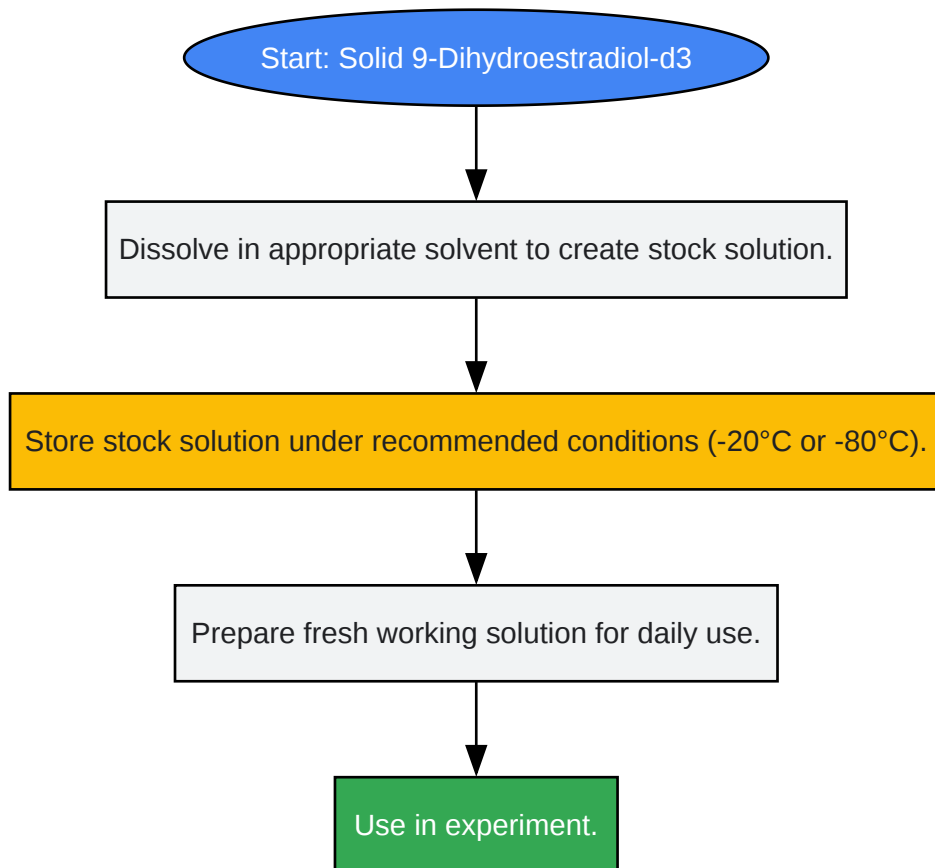 Start: Solid 9-Dihydroestradiol-d3
Dissolve in appropriate solvent to create stock solution.
Store stock solution under recommended conditions (-20°C or -80°C).
Prepare fresh working solution for daily use.
Use in experiment.